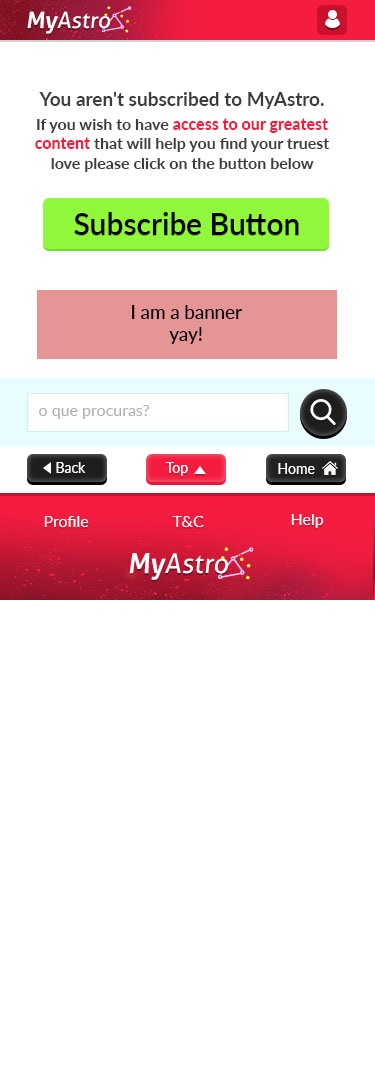 MyAstro
You aren't subscribed to MyAstro.
If you wish to have access to our greatest
content that will help you find your truest
love please click on the button below
Subscribe Button
I am a banner
yay!
o que procuras?
Back
Top
Home
Profile
T&C
Help
MyAstro